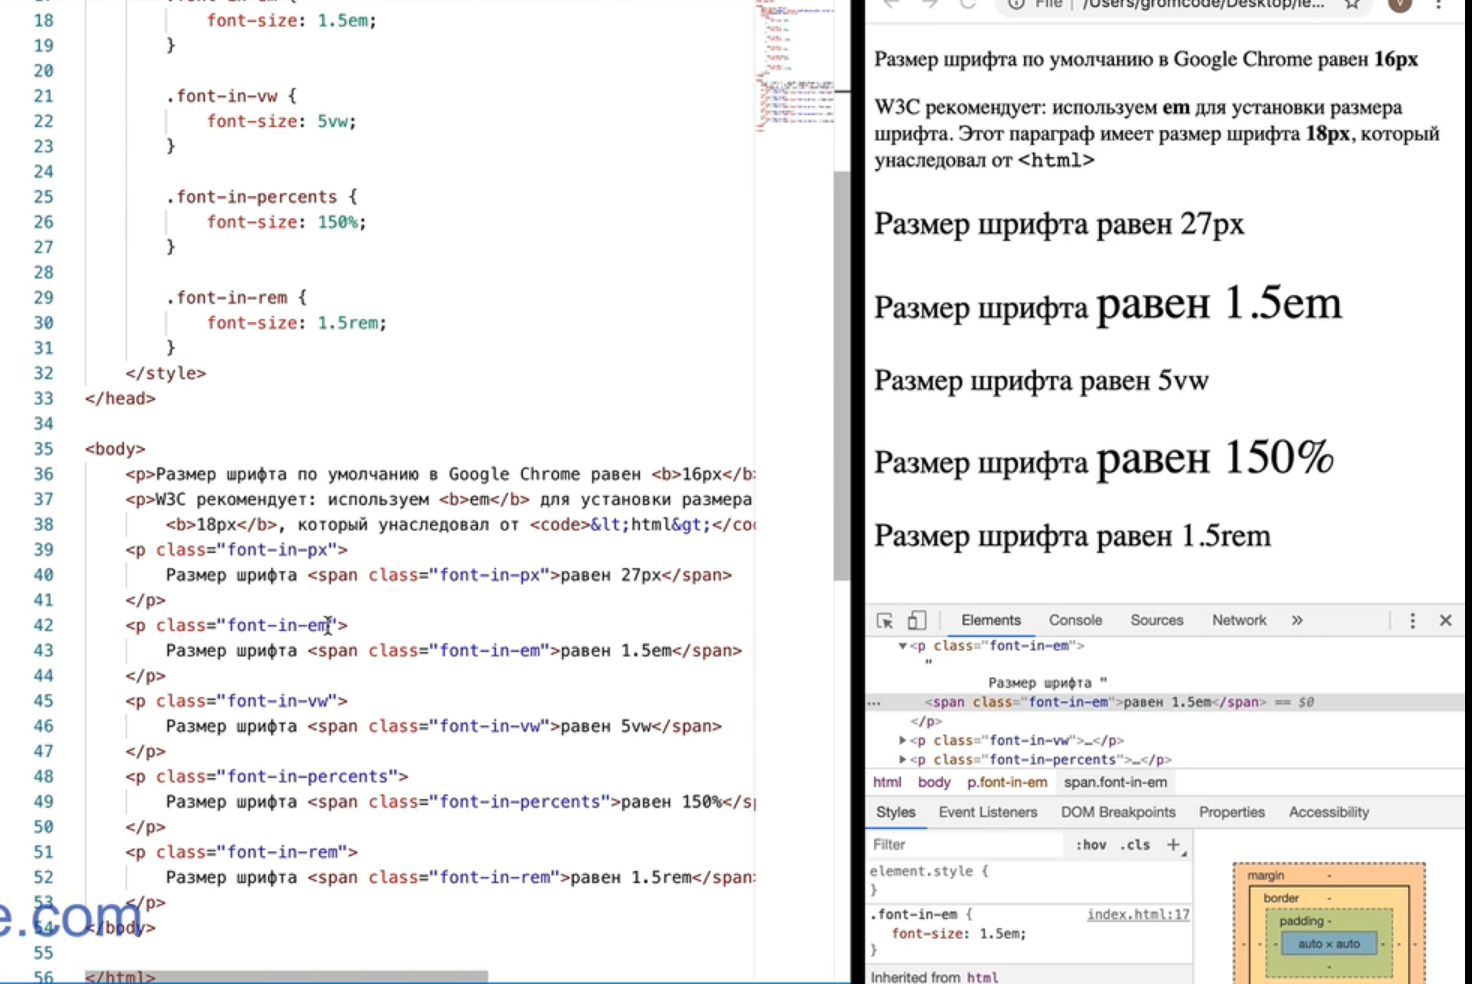 18 font-size: 1.5em;
19 }
20
21 .font-in-vw {
22 font-size: 5vw;
23 }
24
25 .font-in-percents {
26 font-size: 150%;
27 }
28
29 .font-in-rem {
30 font-size: 1.5rem;
31 }
32 </style>
33 </head>
34
35 <body>
36 <p>Размер шрифта по умолчанию в Google Chrome равен <b>16px</b>
37 <p>W3C рекомендует: используем <b>em</b> для установки размера
38 <b>18px</b>, который унаследовал от <code>&lt;html&gt;</co
39 <p class="font-in-px">
40 Размер шрифта <span class="font-in-px">равен 27px</span>
41 </p>
42 <p class="font-in-em">
43 Размер шрифта <span class="font-in-em">равен 1.5em</span>
44 </p>
45 <p class="font-in-vw">
46 Размер шрифта <span class="font-in-vw">равен 5vw</span>
47 </p>
48 <p class="font-in-percents">
49 Размер шрифта <span class="font-in-percents">равен 150%</s
50 </p>
51 <p class="font-in-rem">
52 Размер шрифта <span class="font-in-rem">равен 1.5rem</span>
53 </p>
54 </body>
55
56 </html>
e.com
File | /Users/gromcode/Desktop/le...
Размер шрифта по умолчанию в Google Chrome равен 16px
W3C рекомендует: используем em для установки размера
шрифта. Этот параграф имеет размер шрифта 18px, который
унаследовал от <html>
Размер шрифта равен 27px
Размер шрифта равен 1.5em
Размер шрифта равен 5vw
Размер шрифта равен 150%
Размер шрифта равен 1.5rem
Elements Console Sources Network »
▼<p class="font-in-em">
"
Размер шрифта "
... <span class="font-in-em">равен 1.5em</span> == $0
</p>
▶<p class="font-in-vw">…</p>
▶<p class="font-in-percents">…</p>
html body p.font-in-em span.font-in-em
Styles Event Listeners DOM Breakpoints Properties Accessibility
Filter :hov .cls +
element.style {
}
.font-in-em { index.html:17
font-size: 1.5em;
}
Inherited from html
margin -
border -
padding -
- - - auto × auto - - -
-